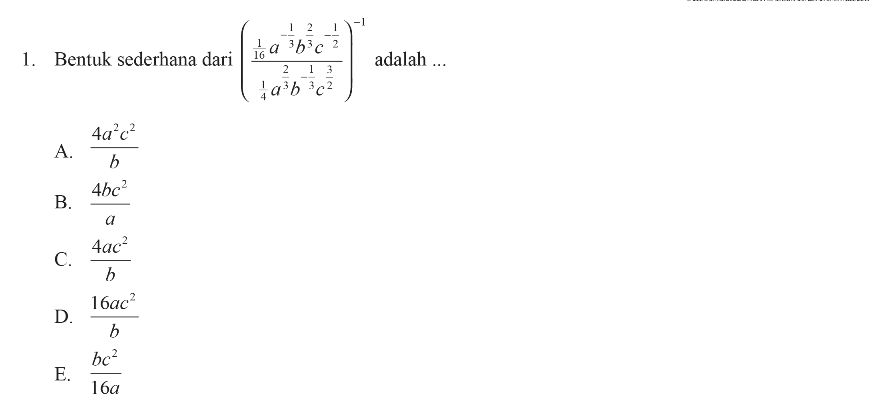 1. Bentuk sederhana dari $\left(\frac{\frac{1}{16}a^{-\frac{1}{3}}b^{\frac{2}{3}}c^{-\frac{1}{2}}}{\frac{1}{4}a^{\frac{2}{3}}b^{-\frac{1}{3}}c^{\frac{3}{2}}}\right)^{-1}$ adalah ...
A. $\frac{4a^2c^2}{b}$
B. $\frac{4bc^2}{a}$
C. $\frac{4ac^2}{b}$
D. $\frac{16ac^2}{b}$
E. $\frac{bc^2}{16a}$